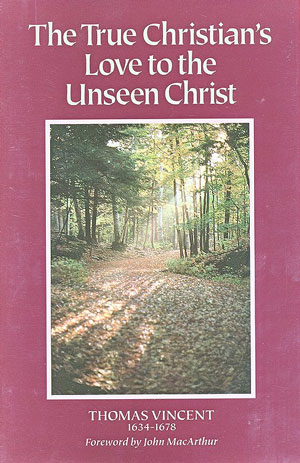 The True Christian's
Love to the
Unseen Christ
THOMAS VINCENT
1634-1678
Foreword by John MacArthur